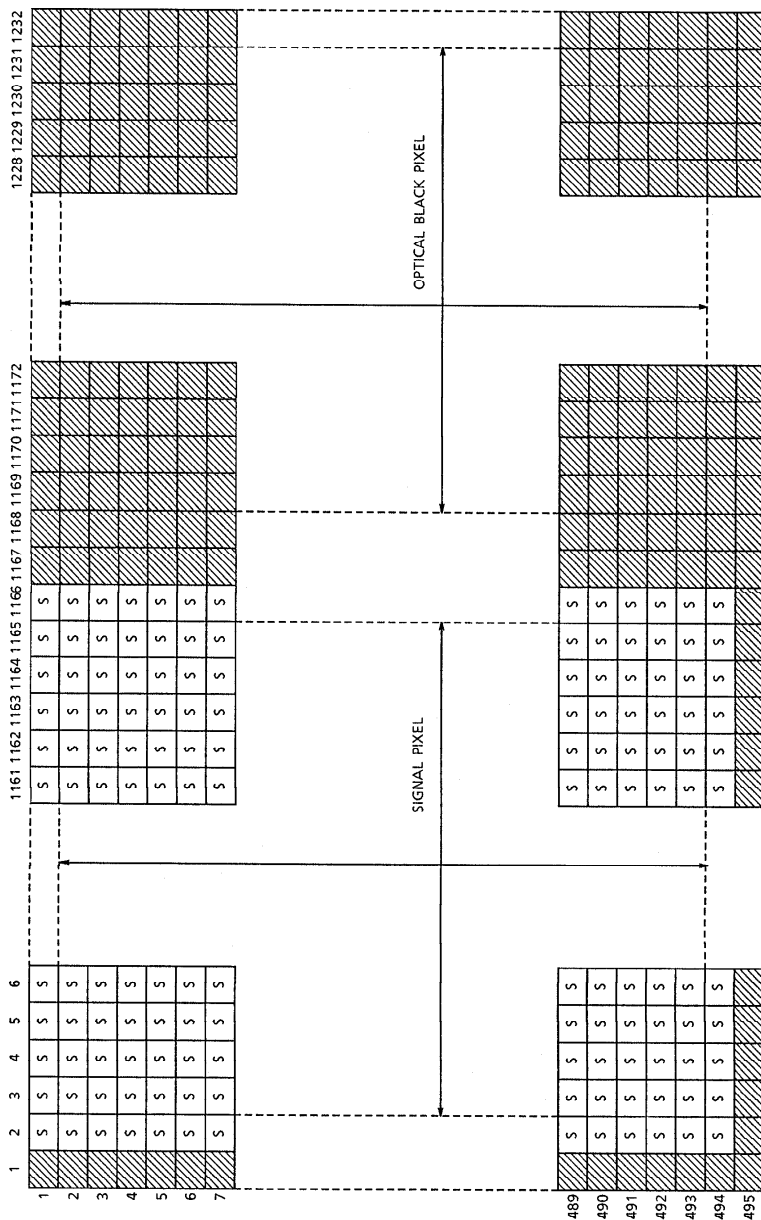 1 2 3 4 5 6 1161 1162 1163 1164 1165 1166 1167 1168 1169 1170 1171 1172 1228 1229 1230 1231 1232
1 S S S S S S S S S S S
2 S S S S S S S S S S S
3 S S S S S S S S S S S
4 S S S S S S S S S S S
5 S S S S S S S S S S S
6 S S S S S S S S S S S
7 S S S S S S S S S S S
SIGNAL PIXEL OPTICAL BLACK PIXEL
489 S S S S S S S S S S S
490 S S S S S S S S S S S
491 S S S S S S S S S S S
492 S S S S S S S S S S S
493 S S S S S S S S S S S
494 S S S S S S S S S S S
495